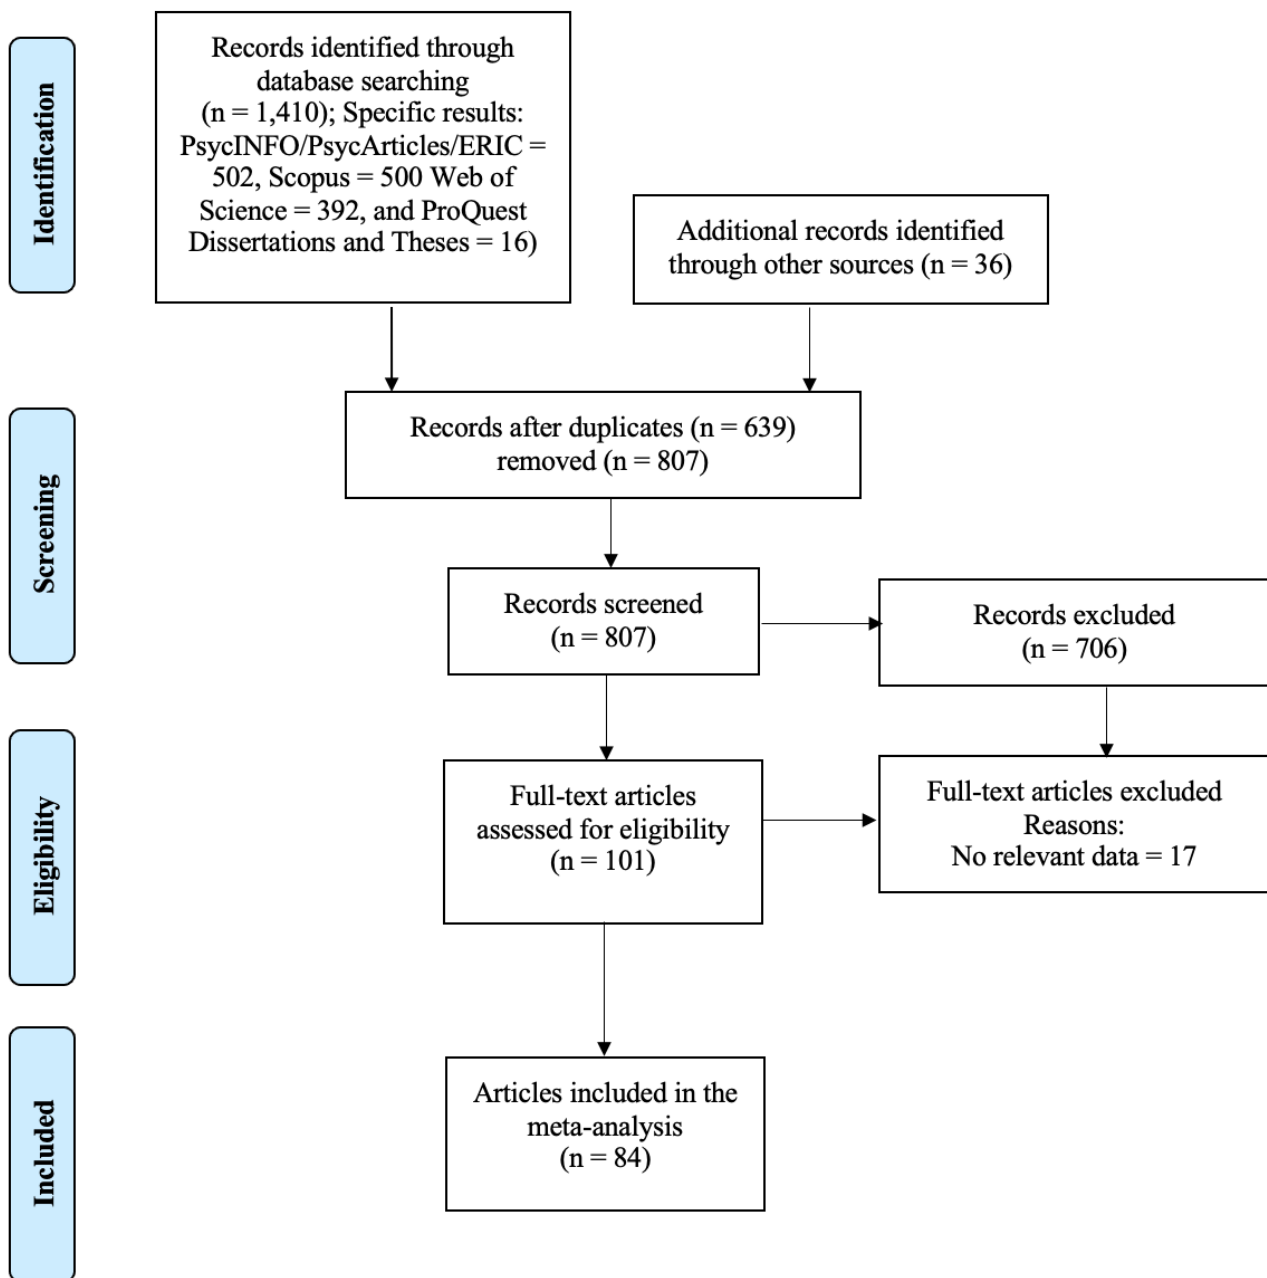 Identification
Records identified through
database searching
(n = 1,410); Specific results:
PsycINFO/PsycArticles/ERIC =
502, Scopus = 500 Web of
Science = 392, and ProQuest
Dissertations and Theses = 16)
Additional records identified
through other sources (n = 36)
Screening
Records after duplicates (n = 639)
removed (n = 807)
Records screened
(n = 807)
Records excluded
(n = 706)
Eligibility
Full-text articles
assessed for eligibility
(n = 101)
Full-text articles excluded
Reasons:
No relevant data = 17
Included
Articles included in the
meta-analysis
(n = 84)